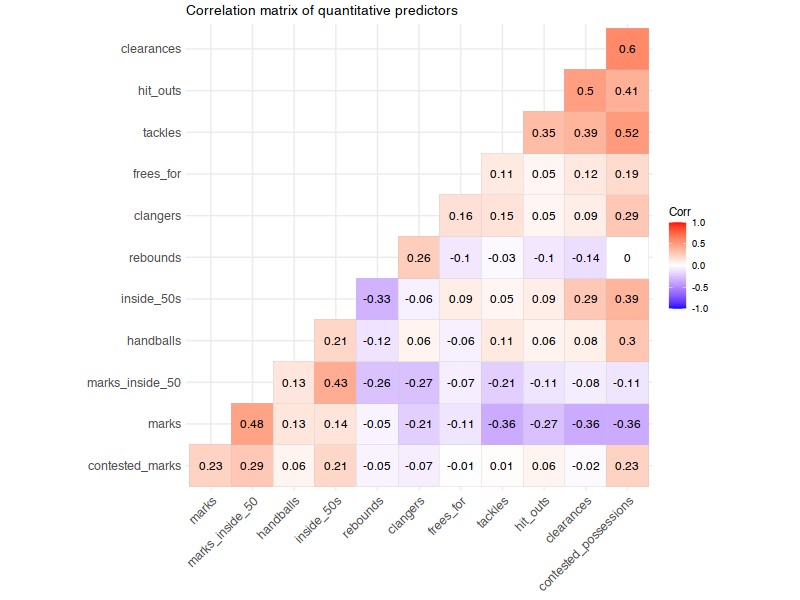 Correlation matrix of quantitative predictors
clearances 0.6
hit_outs 0.5 0.41
tackles 0.35 0.39 0.52
frees_for 0.11 0.05 0.12 0.19
clangers 0.16 0.15 0.05 0.09 0.29
rebounds 0.26 -0.1 -0.03 -0.1 -0.14 0
inside_50s -0.33 -0.06 0.09 0.05 0.09 0.29 0.39
handballs 0.21 -0.12 0.06 -0.06 0.11 0.06 0.08 0.3
marks_inside_50 0.13 0.43 -0.26 -0.27 -0.07 -0.21 -0.11 -0.08 -0.11
marks 0.48 0.13 0.14 -0.05 -0.21 -0.11 -0.36 -0.27 -0.36 -0.36
contested_marks 0.23 0.29 0.06 0.21 -0.05 -0.07 -0.01 0.01 0.06 -0.02 0.23
marks
marks_inside_50
handballs
inside_50s
rebounds
clangers
frees_for
tackles
hit_outs
clearances
contested_possessions
Corr
1.0
0.5
0.0
-0.5
-1.0